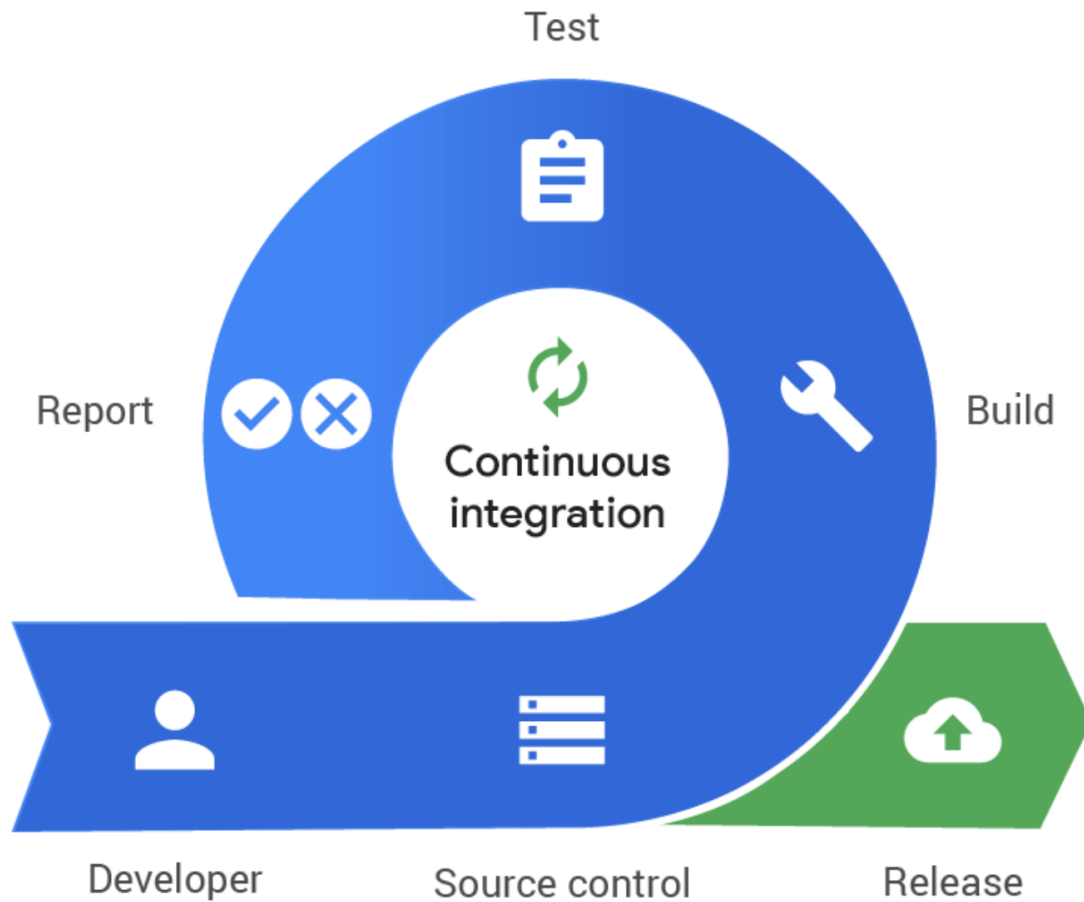 Test
Report
Continuous
integration
Build
Developer
Source control
Release